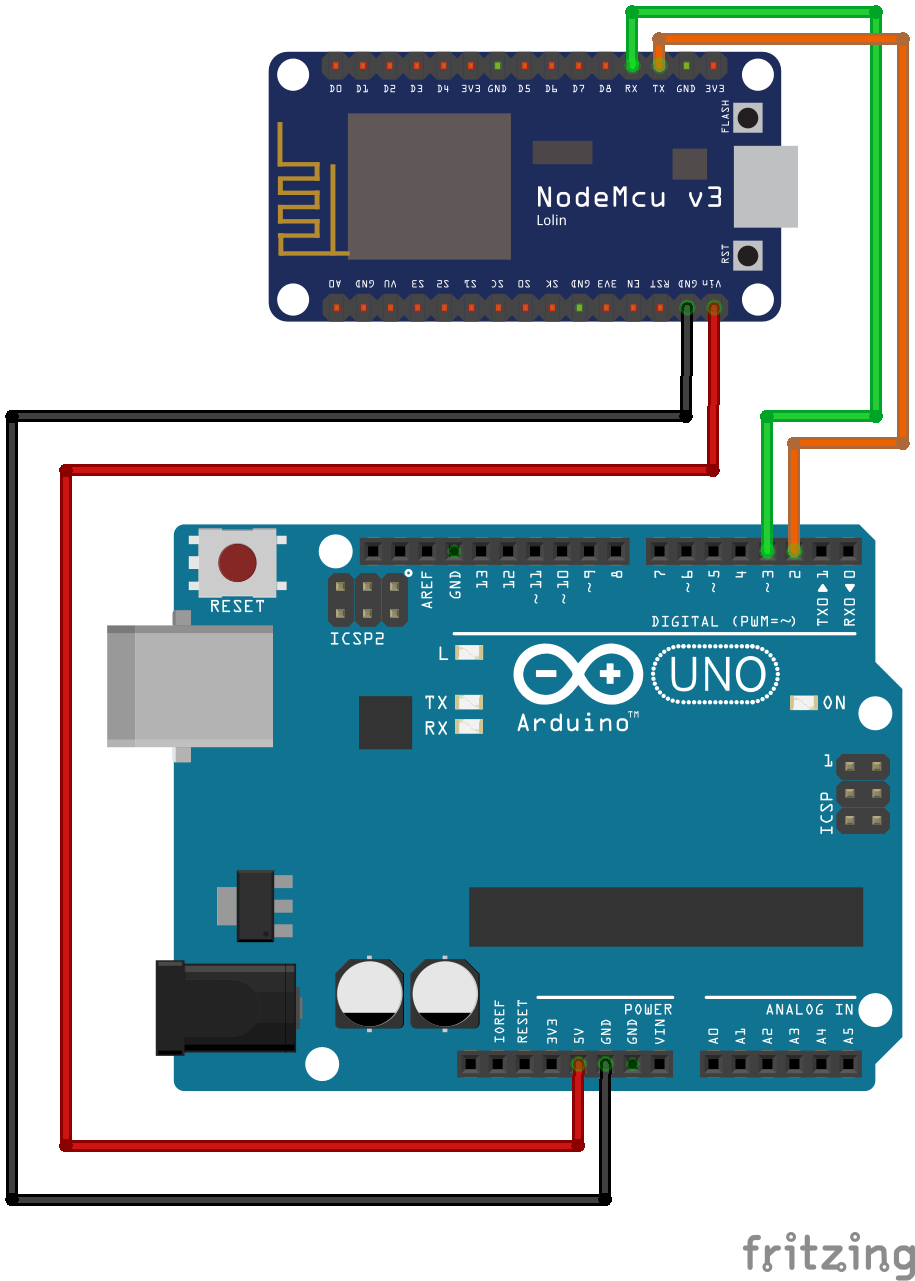 D0 D1 D2 D3 D4 3V3 GND D5 D6 D7 D8 RX TX GND 3V3
FLASH
NodeMcu v3
Lolin
RST
A0 GND VU S3 S2 S1 SC SO SK GND 3V3 EN RST GND Vin
RESET
AREF GND 13 12 ~11 ~10 ~9 8 7 ~6 ~5 4 ~3 2 TX0▶1 RX0◀0
ICSP2
DIGITAL (PWM=~)
L
TX
RX
UNO
ON
Arduino™
1
ICSP
POWER
ANALOG IN
IOREF RESET 3V3 5V GND GND VIN A0 A1 A2 A3 A4 A5
fritzing